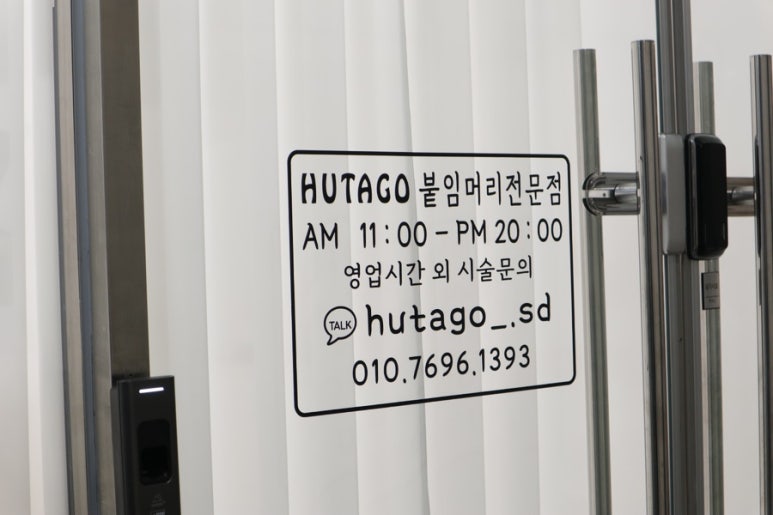 HUTAGO 붙임머리전문점
AM 11:00 - PM 20:00
영업시간 외 시술문의
TALK hutago_.sd
010.7696.1393